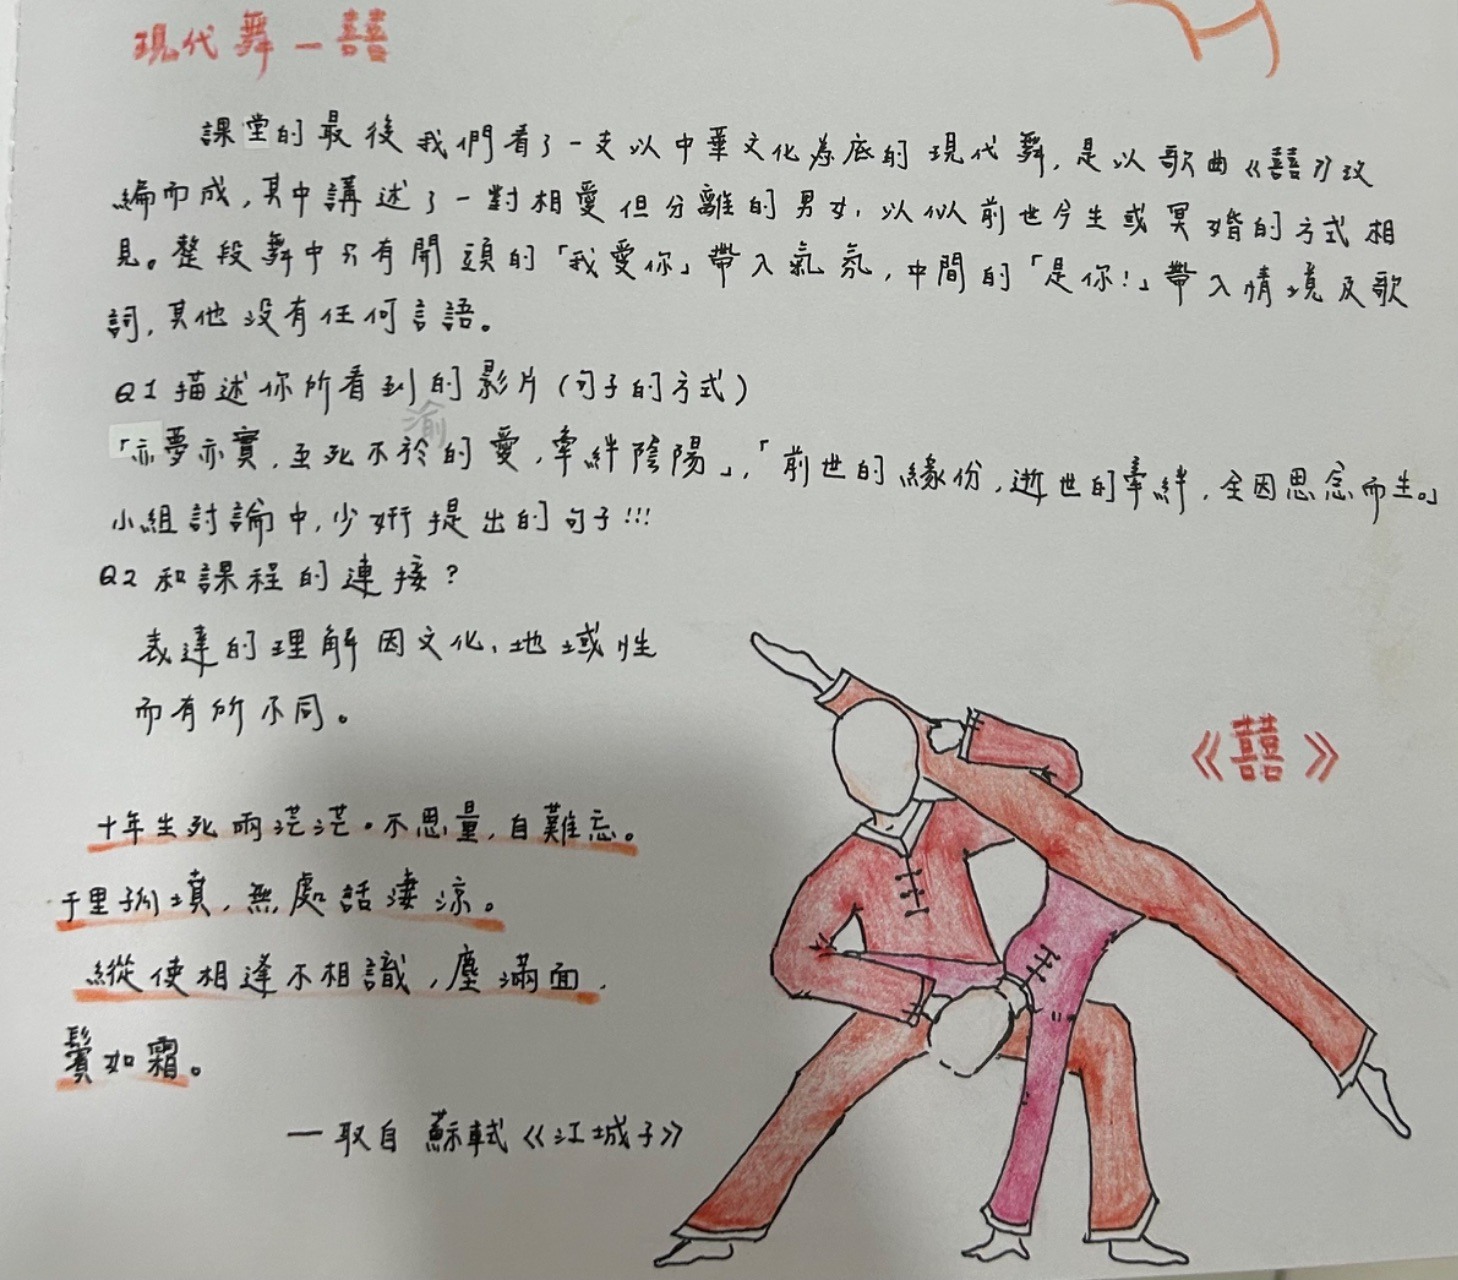 現代舞－囍
課堂的最後我們看了一支以中華文化為底的現代舞,是以歌曲《囍》改
編而成,其中講述了一對相愛但分離的男女,以似前世今生或冥婚的方式相
見。整段舞中只有開頭的「我愛你」帶入氣氛,中間的「是你!」帶入情境及歌
詞,其他沒有任何言語。
Q1 描述你所看到的影片(句子的方式)
渝
「亦夢亦實,至死不於的愛,牽絆陰陽」,「前世的緣份,逝世的牽絆,全因思念而生。」
小組討論中,少妍提出的句子!!!
Q2 和課程的連接?
表達的理解因文化、地域性
而有所不同。
十年生死兩茫茫。不思量,自難忘。
千里孤墳,無處話淒涼。
縱使相逢不相識,塵滿面,
鬢如霜。
—取自 蘇軾《江城子》
《囍》